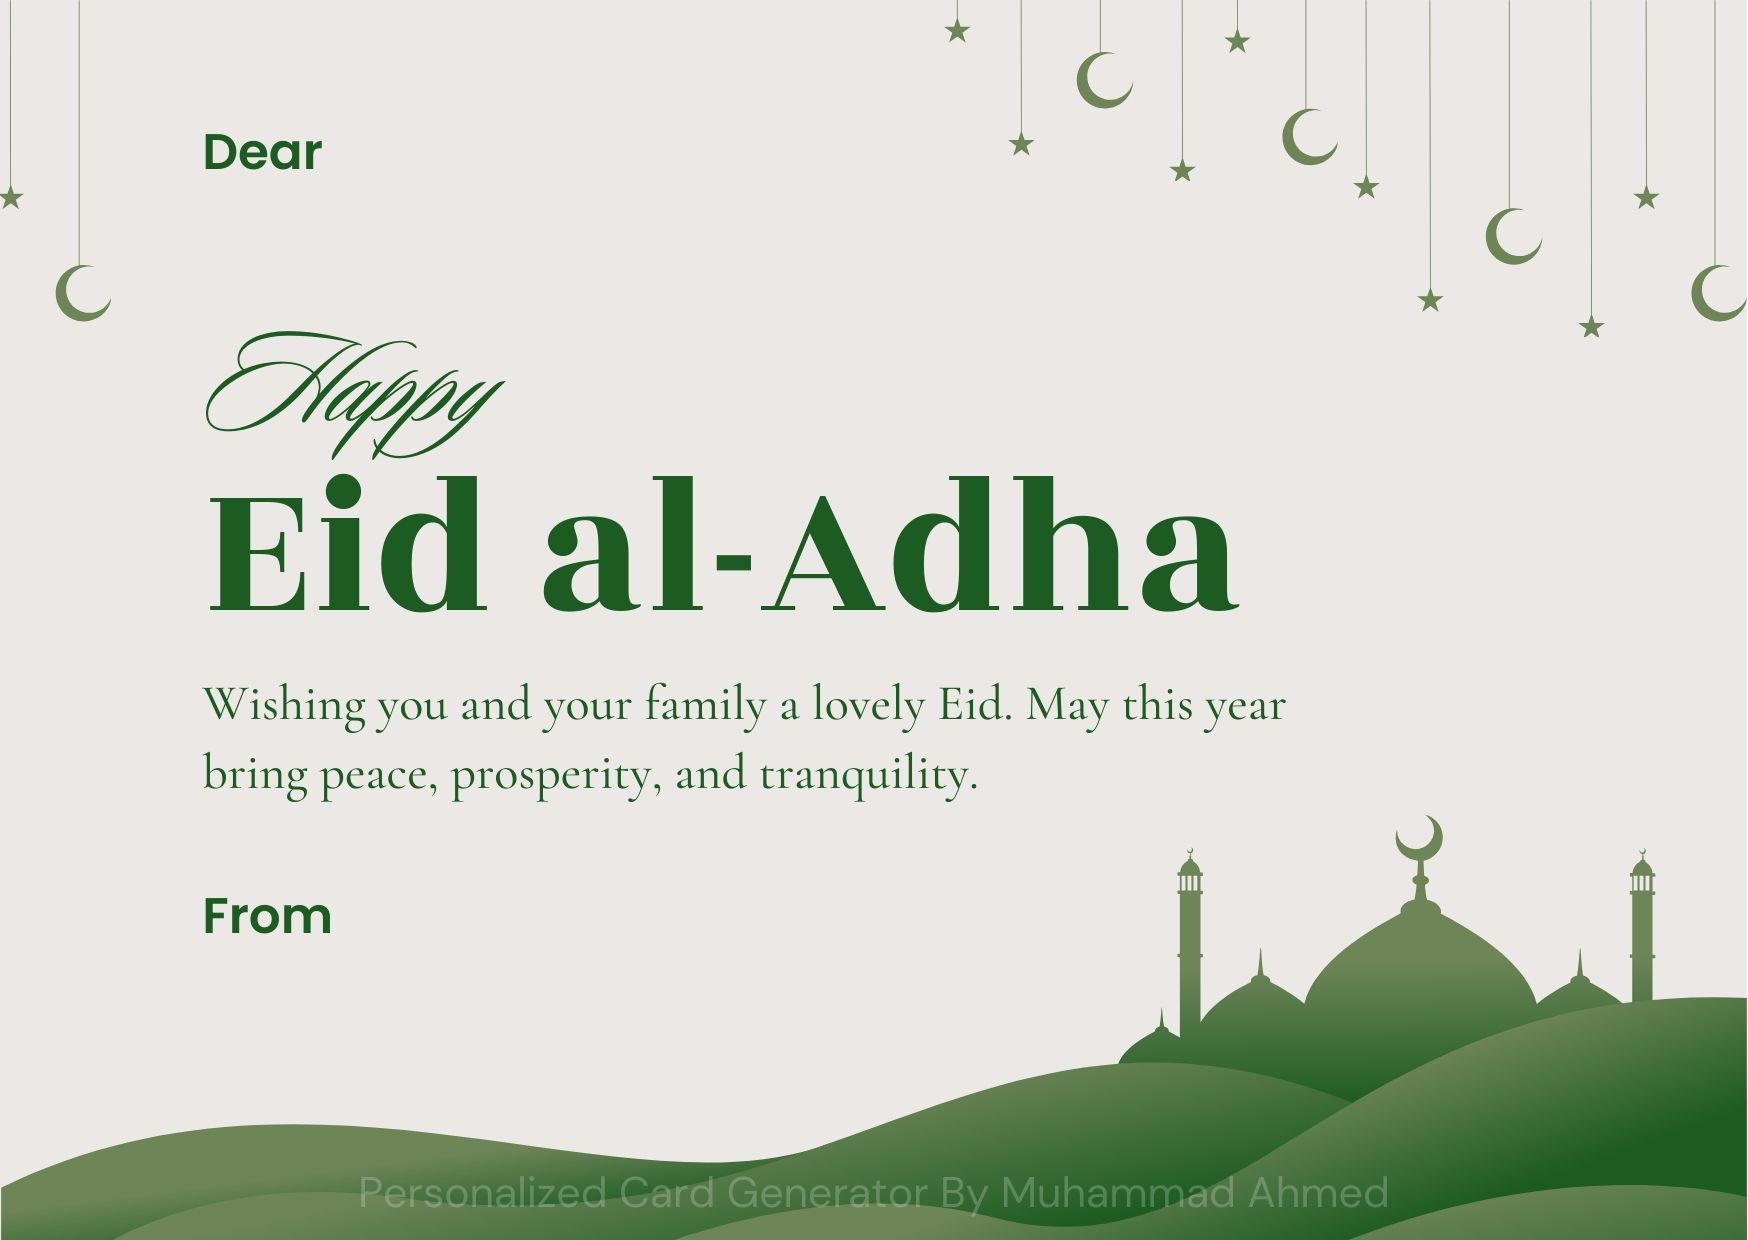 Dear
Happy
Eid al-Adha
Wishing you and your family a lovely Eid. May this year
bring peace, prosperity, and tranquility.
From
Personalized Card Generator By Muhammad Ahmed